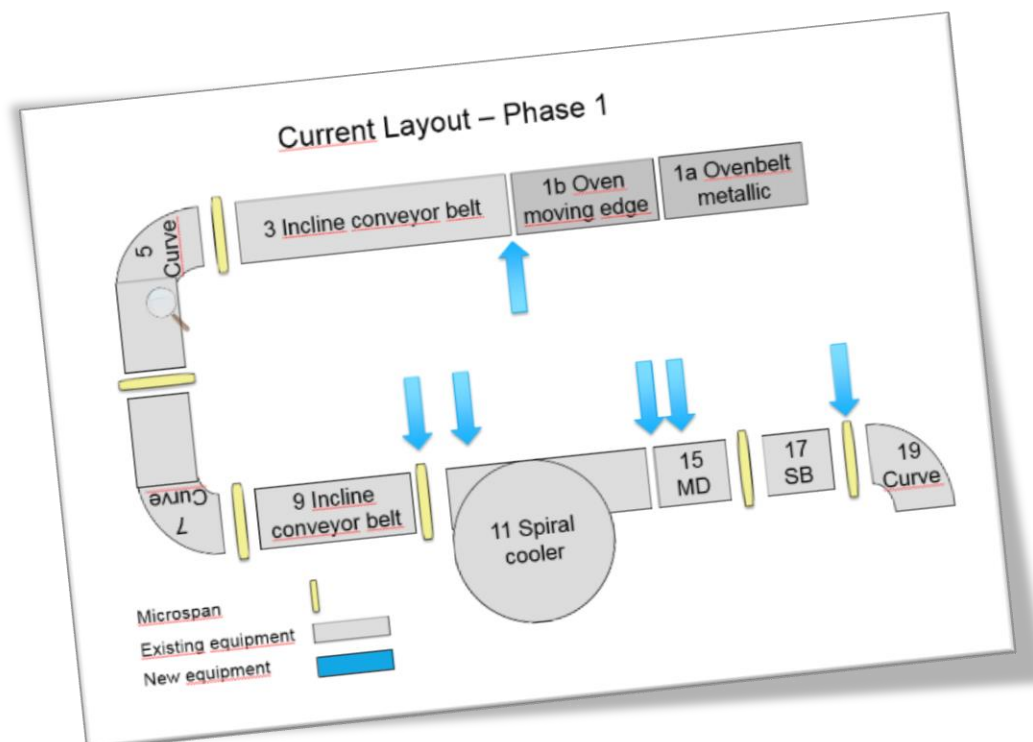 Current Layout – Phase 1
3 Incline conveyor belt
1b Oven
moving edge
1a Ovenbelt
metallic
5
Curve
7
Curve
9 Incline
conveyor belt
11 Spiral
cooler
15
MD
17
SB
19
Curve
Microspan
Existing equipment
New equipment